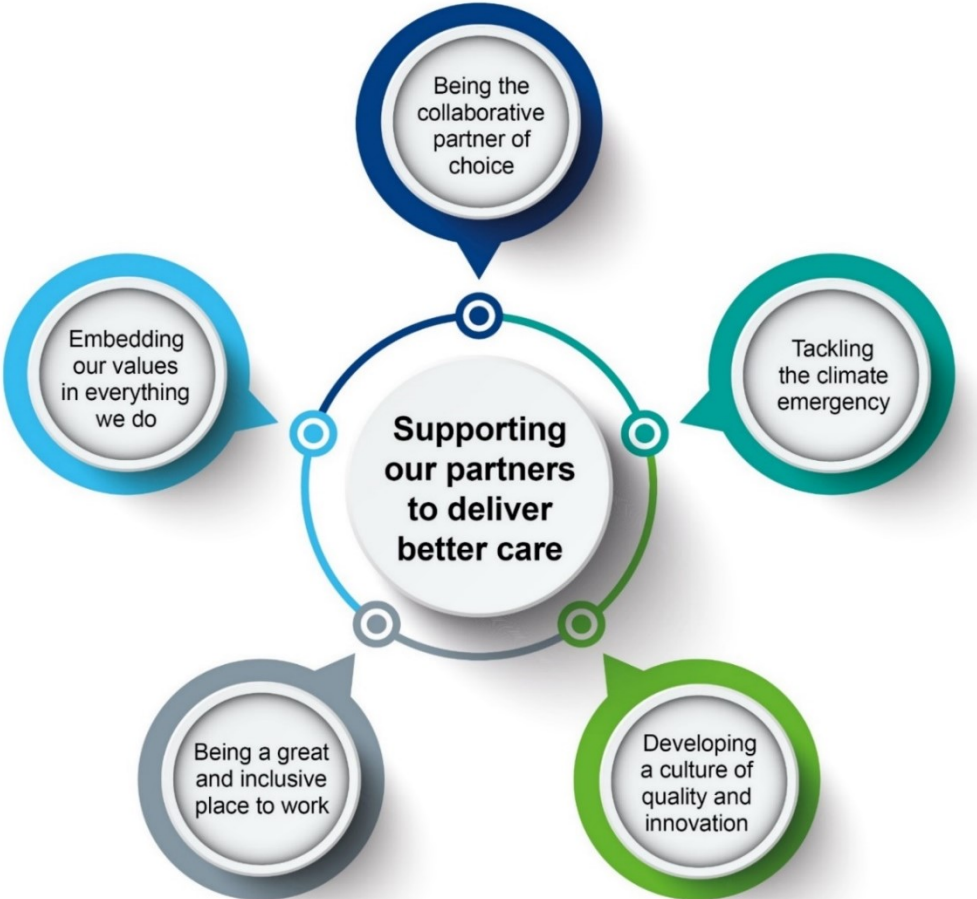 Being the
collaborative
partner of
choice
Embedding
our values
in everything
we do
Tackling
the climate
emergency
Supporting
our partners
to deliver
better care
Being a great
and inclusive
place to work
Developing
a culture of
quality and
innovation